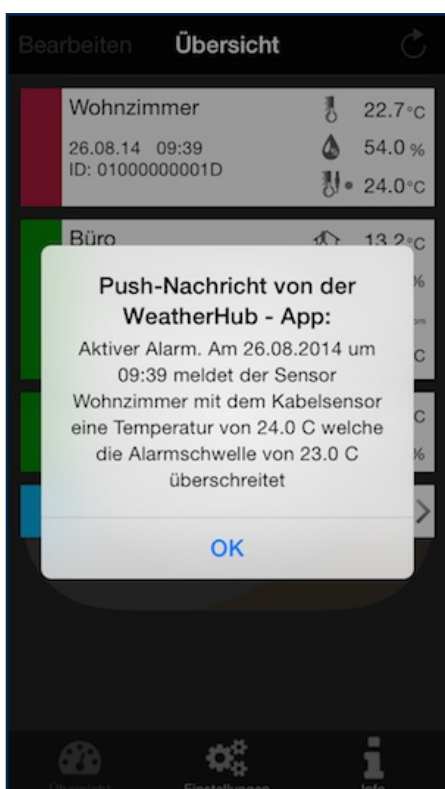 Bearbeiten Übersicht
Wohnzimmer 22.7°C
26.08.14 09:39 54.0 %
ID: 01000000001D 24.0°C
Büro 13.2°C
%
Push-Nachricht von der
WeatherHub - App:
Aktiver Alarm. Am 26.08.2014 um
09:39 meldet der Sensor
Wohnzimmer mit dem Kabelsensor
eine Temperatur von 24.0 C welche
die Alarmschwelle von 23.0 C
überschreitet
C
C
%
OK
Übersicht Einstellungen Info